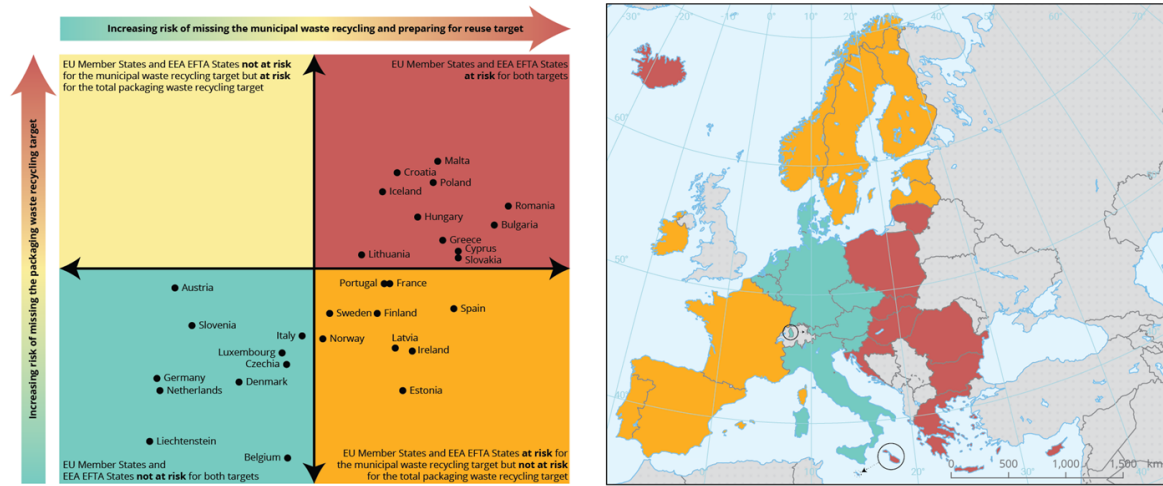 Increasing risk of missing the municipal waste recycling and preparing for reuse target
Increasing risk of missing the packaging waste recycling target
EU Member States and EEA EFTA States not at risk
for the municipal waste recycling target but at risk
for the total packaging waste recycling target
EU Member States and EEA EFTA States
at risk for both targets
Malta
Croatia
Poland
Iceland
Romania
Hungary
Bulgaria
Greece
Cyprus
Slovakia
Lithuania
Austria
Slovenia
Italy
Luxembourg
Czechia
Germany
Denmark
Netherlands
Liechtenstein
Belgium
EU Member States and
EEA EFTA States not at risk for both targets
Portugal
France
Spain
Sweden
Finland
Norway
Latvia
Ireland
Estonia
EU Member States and EEA EFTA States at risk for
the municipal waste recycling target but not at risk
for the total packaging waste recycling target
-30°
-20°
-10°
0°
10°
20°
30°
40°
50°
60°
70°
60°
50°
40°
0°
10°
20°
0
500
1,000
1,500
km